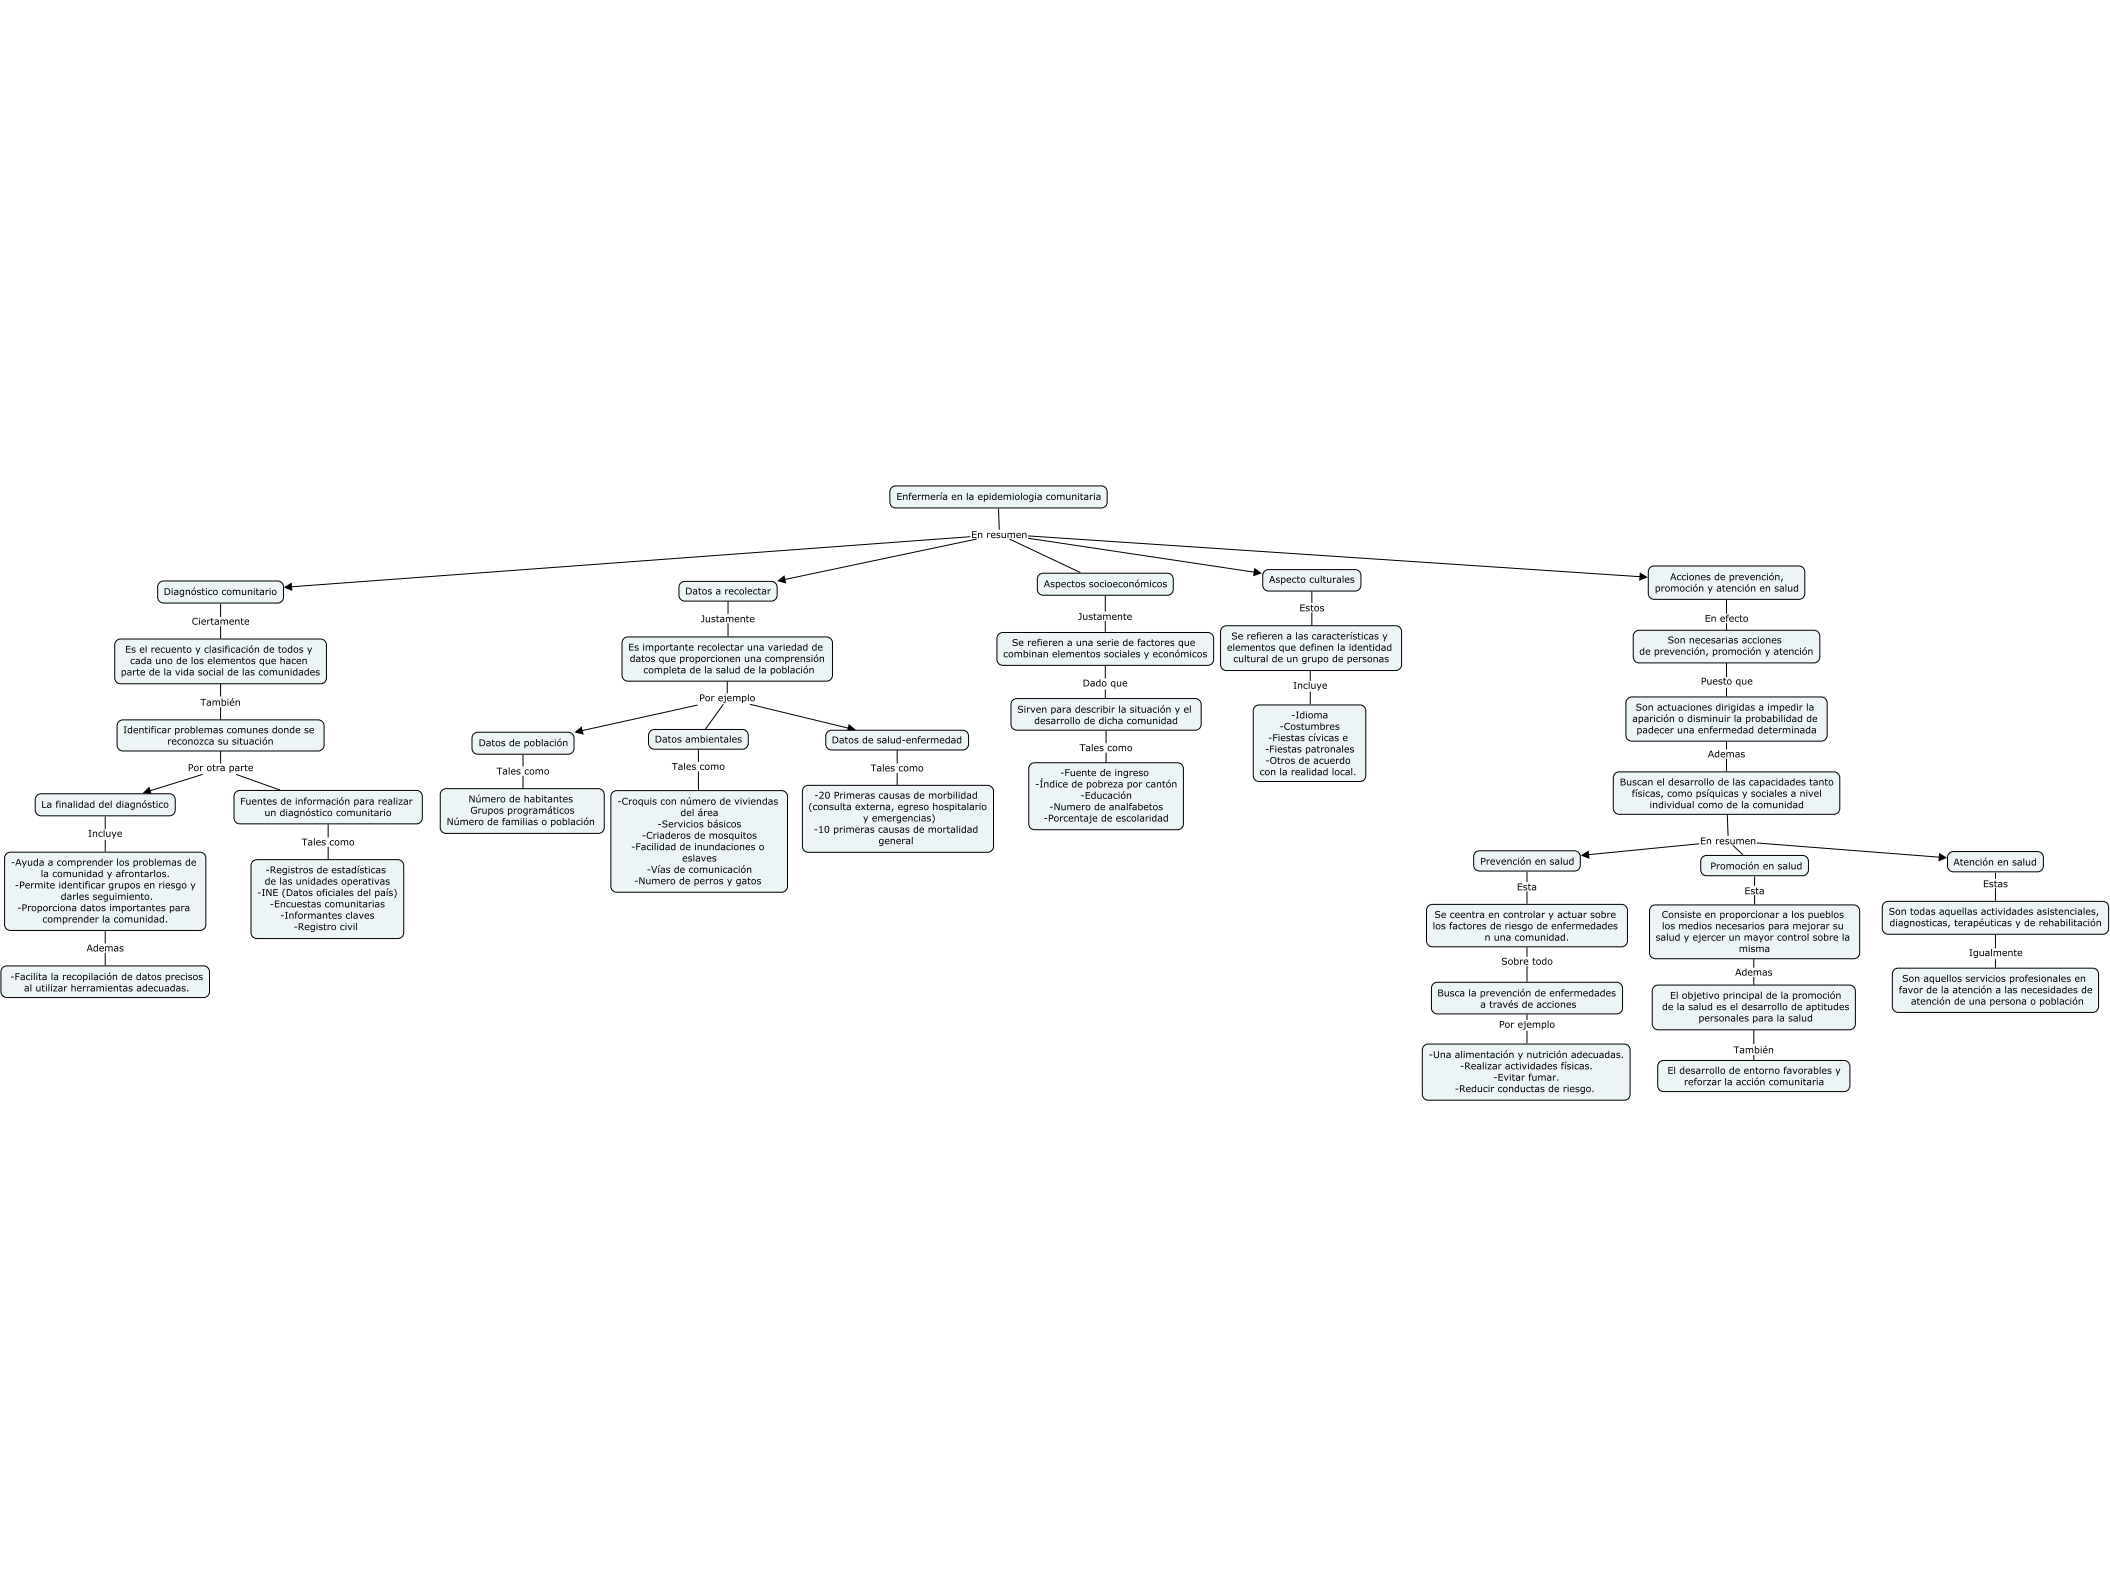 Enfermería en la epidemiologia comunitaria
En resumen
Diagnóstico comunitario
Ciertamente
Es el recuento y clasificación de todos y
cada uno de los elementos que hacen
parte de la vida social de las comunidades
También
Identificar problemas comunes donde se
reconozca su situación
Por otra parte
La finalidad del diagnóstico
Incluye
-Ayuda a comprender los problemas de
la comunidad y afrontarlos.
-Permite identificar grupos en riesgo y
darles seguimiento.
-Proporciona datos importantes para
comprender la comunidad.
Ademas
-Facilita la recopilación de datos precisos
al utilizar herramientas adecuadas.
Fuentes de información para realizar
un diagnóstico comunitario
Tales como
-Registros de estadísticas
de las unidades operativas
-INE (Datos oficiales del país)
-Encuestas comunitarias
-Informantes claves
-Registro civil
Datos a recolectar
Justamente
Es importante recolectar una variedad de
datos que proporcionen una comprensión
completa de la salud de la población
Por ejemplo
Datos de población
Tales como
Número de habitantes
Grupos programáticos
Número de familias o población
Datos ambientales
Tales como
-Croquis con número de viviendas
del área
-Servicios básicos
-Criaderos de mosquitos
-Facilidad de inundaciones o
eslaves
-Vías de comunicación
-Numero de perros y gatos
Datos de salud-enfermedad
Tales como
-20 Primeras causas de morbilidad
(consulta externa, egreso hospitalario
y emergencias)
-10 primeras causas de mortalidad
general
Aspectos socioeconómicos
Justamente
Se refieren a una serie de factores que
combinan elementos sociales y económicos
Dado que
Sirven para describir la situación y el
desarrollo de dicha comunidad
Tales como
-Fuente de ingreso
-Índice de pobreza por cantón
-Educación
-Numero de analfabetos
-Porcentaje de escolaridad
Aspecto culturales
Estos
Se refieren a las características y
elementos que definen la identidad
cultural de un grupo de personas
Incluye
-Idioma
-Costumbres
-Fiestas cívicas e
-Fiestas patronales
-Otros de acuerdo
con la realidad local.
Acciones de prevención,
promoción y atención en salud
En efecto
Son necesarias acciones
de prevención, promoción y atención
Puesto que
Son actuaciones dirigidas a impedir la
aparición o disminuir la probabilidad de
padecer una enfermedad determinada
Ademas
Buscan el desarrollo de las capacidades tanto
físicas, como psíquicas y sociales a nivel
individual como de la comunidad
En resumen
Prevención en salud
Esta
Se ceentra en controlar y actuar sobre
los factores de riesgo de enfermedades
n una comunidad.
Sobre todo
Busca la prevención de enfermedades
a través de acciones
Por ejemplo
-Una alimentación y nutrición adecuadas.
-Realizar actividades físicas.
-Evitar fumar.
-Reducir conductas de riesgo.
Promoción en salud
Esta
Consiste en proporcionar a los pueblos
los medios necesarios para mejorar su
salud y ejercer un mayor control sobre la
misma
Ademas
El objetivo principal de la promoción
de la salud es el desarrollo de aptitudes
personales para la salud
También
El desarrollo de entorno favorables y
reforzar la acción comunitaria
Atención en salud
Estas
Son todas aquellas actividades asistenciales,
diagnosticas, terapéuticas y de rehabilitación
Igualmente
Son aquellos servicios profesionales en
favor de la atención a las necesidades de
atención de una persona o población